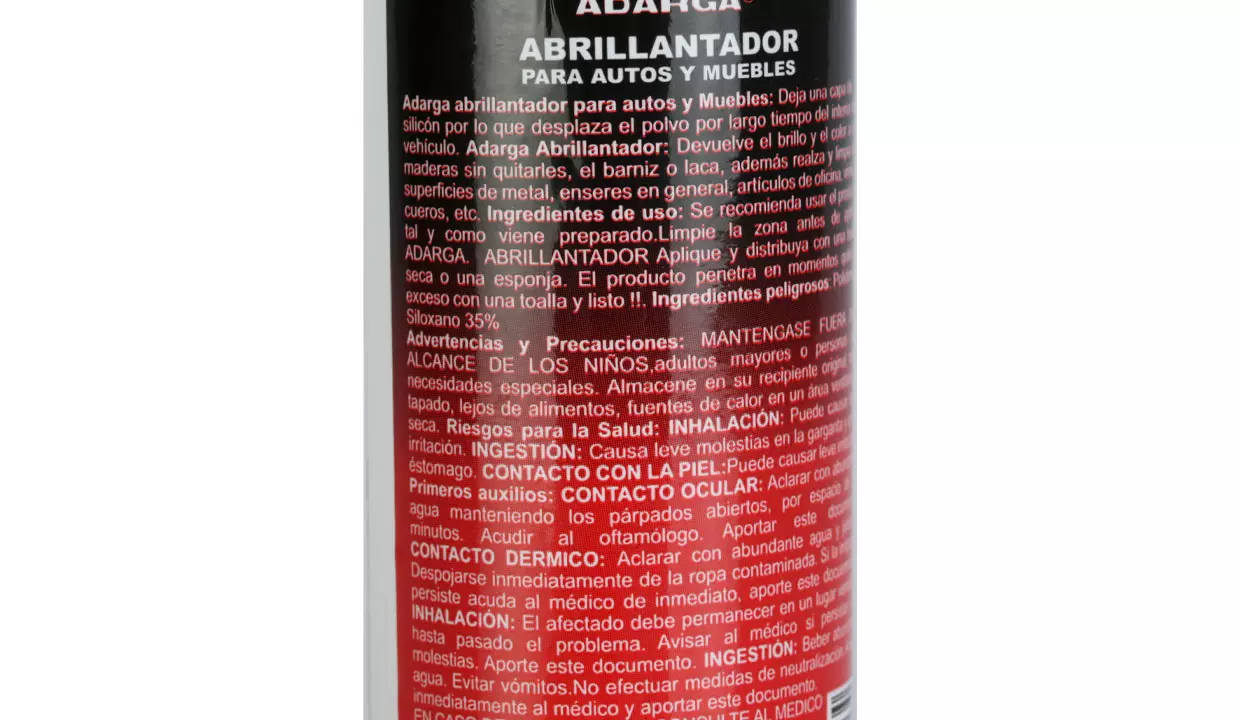 ADARGA®
ABRILLANTADOR
PARA AUTOS Y MUEBLES
Adarga abrillantador para autos y Muebles: Deja una capa de
silicón por lo que desplaza el polvo por largo tiempo del interior
vehículo. Adarga Abrillantador: Devuelve el brillo y el color a
maderas sin quitarles, el barniz o laca, además realza y limpia
superficies de metal, enseres en general, artículos de oficina,
cueros, etc. Ingredientes de uso: Se recomienda usar el
tal y como viene preparado.Limpie la zona antes de
ADARGA. ABRILLANTADOR Aplique y distribuya con una
seca o una esponja. El producto penetra en momentos
exceso con una toalla y listo !!. Ingredientes peligrosos:
Siloxano 35%
Advertencias y Precauciones: MANTENGASE FUERA
ALCANCE DE LOS NIÑOS,adultos mayores o
necesidades especiales. Almacene en su recipiente original
tapado, lejos de alimentos, fuentes de calor en un área
seca. Riesgos para la Salud: INHALACIÓN: Puede causar
irritación. INGESTIÓN: Causa leve molestias en la garganta y
éstomago. CONTACTO CON LA PIEL:Puede causar leve
Primeros auxilios: CONTACTO OCULAR: Aclarar con
agua manteniendo los párpados abiertos, por espacio
minutos. Acudir al oftamólogo. Aportar este
CONTACTO DERMICO: Aclarar con abundante agua y
Despojarse inmediatamente de la ropa contaminada. Si la
persiste acuda al médico de inmediato, aporte este
INHALACIÓN: El afectado debe permanecer en un lugar
hasta pasado el problema. Avisar al médico si
molestias. Aporte este documento. INGESTIÓN: Beber
agua. Evitar vómitos.No efectuar medidas de neutralización
inmediatamente al médico y aportar este documento.
EN CASO DE CONSULTE AL MEDICO